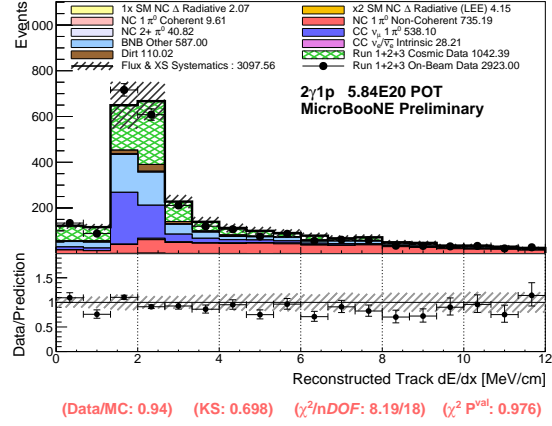 1x SM NC Δ Radiative 2.07
x2 SM NC Δ Radiative (LEE) 4.15
NC 1 π⁰ Coherent 9.61
NC 1 π⁰ Non-Coherent 735.19
NC 2+ π⁰ 40.82
CC ν_μ 1 π⁰ 538.10
BNB Other 587.00
CC ν_e/ν̄_e Intrinsic 28.21
Dirt 110.02
Run 1+2+3 Cosmic Data 1042.39
Flux & XS Systematics : 3097.56
Run 1+2+3 On-Beam Data 2923.00
Events
1000
800
600
400
200
2γ1p 5.84E20 POT
MicroBooNE Preliminary
Data/Prediction
1.5
1
0.5
0
0 2 4 6 8 10 12
Reconstructed Track dE/dx [MeV/cm]
(Data/MC: 0.94) (KS: 0.698) (χ²/nDOF: 8.19/18) (χ² P^val: 0.976)